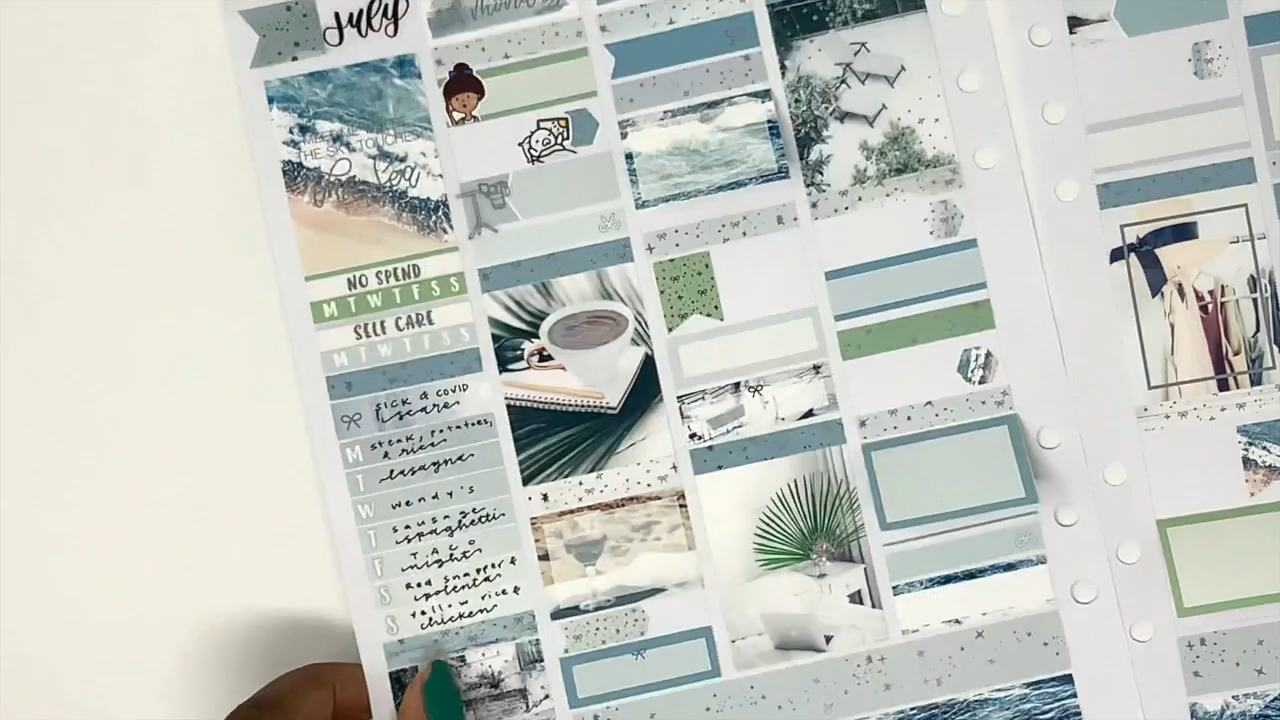 July
THE SKY TOUCHES
the Sea
NO SPEND
M T W T F S S
SELF CARE
M T W T F S S
SICK & COVID
scare
M steak, potatoes,
& rice
T lasagna
W wendy's
T sausage
spaghetti
F TACO
night
S Red snapper &
polenta
S Yellow rice &
chicken